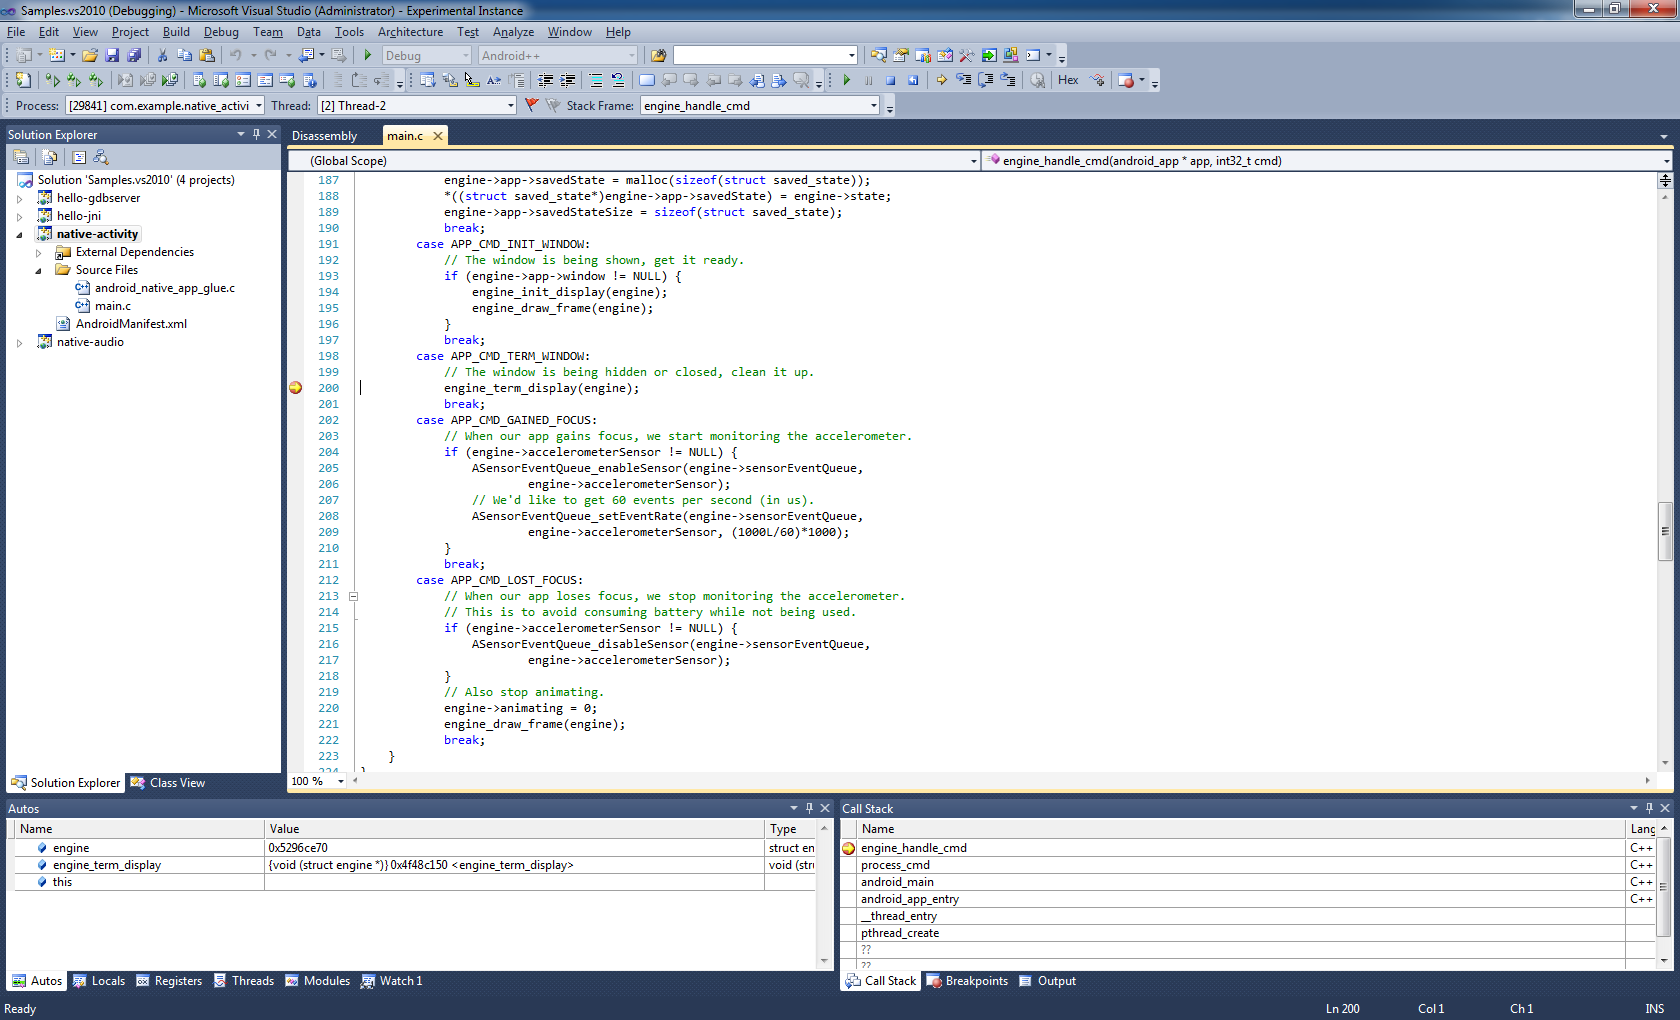 Samples.vs2010 (Debugging) - Microsoft Visual Studio (Administrator) - Experimental Instance
File Edit View Project Build Debug Team Data Tools Architecture Test Analyze Window Help
Debug Android++
Hex
Process: [29841] com.example.native_activi Thread: [2] Thread-2 Stack Frame: engine_handle_cmd
Solution Explorer
Solution 'Samples.vs2010' (4 projects)
hello-gdbserver
hello-jni
native-activity
External Dependencies
Source Files
android_native_app_glue.c
main.c
AndroidManifest.xml
native-audio
Solution Explorer Class View
Disassembly main.c
(Global Scope) engine_handle_cmd(android_app * app, int32_t cmd)
187 engine->app->savedState = malloc(sizeof(struct saved_state));
188 *((struct saved_state*)engine->app->savedState) = engine->state;
189 engine->app->savedStateSize = sizeof(struct saved_state);
190 break;
191 case APP_CMD_INIT_WINDOW:
192 // The window is being shown, get it ready.
193 if (engine->app->window != NULL) {
194 engine_init_display(engine);
195 engine_draw_frame(engine);
196 }
197 break;
198 case APP_CMD_TERM_WINDOW:
199 // The window is being hidden or closed, clean it up.
200 engine_term_display(engine);
201 break;
202 case APP_CMD_GAINED_FOCUS:
203 // When our app gains focus, we start monitoring the accelerometer.
204 if (engine->accelerometerSensor != NULL) {
205 ASensorEventQueue_enableSensor(engine->sensorEventQueue,
206 engine->accelerometerSensor);
207 // We'd like to get 60 events per second (in us).
208 ASensorEventQueue_setEventRate(engine->sensorEventQueue,
209 engine->accelerometerSensor, (1000L/60)*1000);
210 }
211 break;
212 case APP_CMD_LOST_FOCUS:
213 // When our app loses focus, we stop monitoring the accelerometer.
214 // This is to avoid consuming battery while not being used.
215 if (engine->accelerometerSensor != NULL) {
216 ASensorEventQueue_disableSensor(engine->sensorEventQueue,
217 engine->accelerometerSensor);
218 }
219 // Also stop animating.
220 engine->animating = 0;
221 engine_draw_frame(engine);
222 break;
223 }
224 }
100 %
Autos
Name Value Type
engine 0x5296ce70 struct en
engine_term_display {void (struct engine *)} 0x4f48c150 <engine_term_display> void (stru
this
Autos Locals Registers Threads Modules Watch 1
Call Stack
Name Lang
engine_handle_cmd C++
process_cmd C++
android_main C++
android_app_entry C++
__thread_entry
pthread_create
??
??
Call Stack Breakpoints Output
Ready Ln 200 Col 1 Ch 1 INS